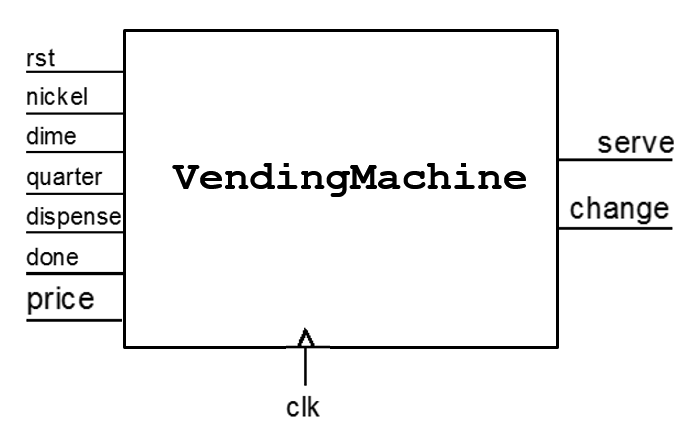 rst
nickel
dime
quarter
dispense
done
price
VendingMachine
serve
change
clk